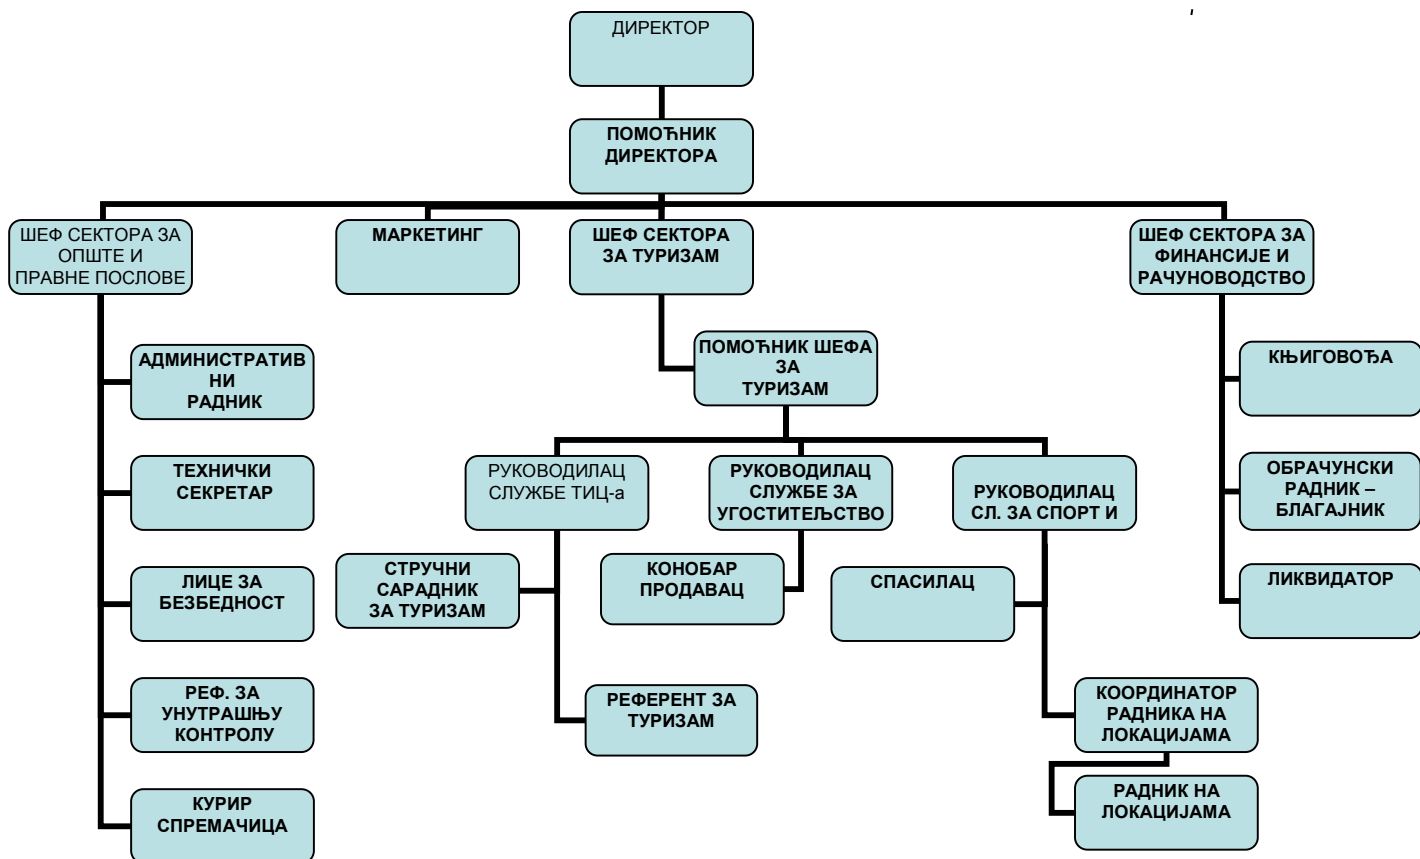 ДИРЕКТОР
ПОМОЋНИК
ДИРЕКТОРА
ШЕФ СЕКТОРА ЗА
ОПШТЕ И
ПРАВНЕ ПОСЛОВЕ
МАРКЕТИНГ
ШЕФ СЕКТОРА
ЗА ТУРИЗАМ
ШЕФ СЕКТОРА ЗА
ФИНАНСИЈЕ И
РАЧУНОВОДСТВО
ПОМОЋНИК ШЕФА
ЗА
ТУРИЗАМ
АДМИНИСТРАТИВ
НИ
РАДНИК
КЊИГОВОЂА
ТЕХНИЧКИ
СЕКРЕТАР
РУКОВОДИЛАЦ
СЛУЖБЕ ТИЦ-а
РУКОВОДИЛАЦ
СЛУЖБЕ ЗА
УГОСТИТЕЉСТВО
РУКОВОДИЛАЦ
СЛ. ЗА СПОРТ И
ОБРАЧУНСКИ
РАДНИК –
БЛАГАЈНИК
ЛИЦЕ ЗА
БЕЗБЕДНОСТ
СТРУЧНИ
САРАДНИК
ЗА ТУРИЗАМ
КОНОБАР
ПРОДАВАЦ
СПАСИЛАЦ
ЛИКВИДАТОР
РЕФ. ЗА
УНУТРАШЊУ
КОНТРОЛУ
РЕФЕРЕНТ ЗА
ТУРИЗАМ
КООРДИНАТОР
РАДНИКА НА
ЛОКАЦИЈАМА
КУРИР
СПРЕМАЧИЦА
РАДНИК НА
ЛОКАЦИЈАМА